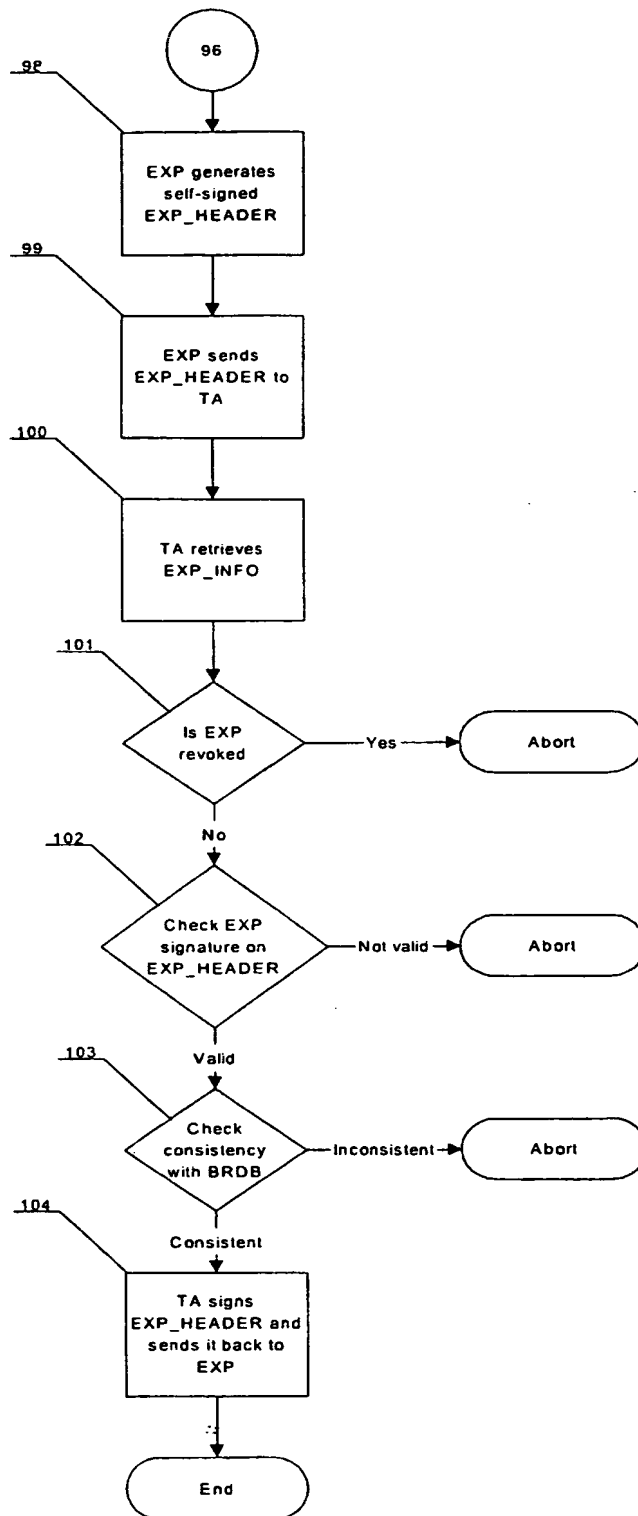 96
98
EXP generates
self-signed
EXP_HEADER
99
EXP sends
EXP_HEADER to
TA
100
TA retrieves
EXP_INFO
101
Is EXP
revoked
Yes
Abort
No
102
Check EXP
signature on
EXP_HEADER
Not valid
Abort
Valid
103
Check
consistency
with BRDB
Inconsistent
Abort
Consistent
104
TA signs
EXP_HEADER and
sends it back to
EXP
End